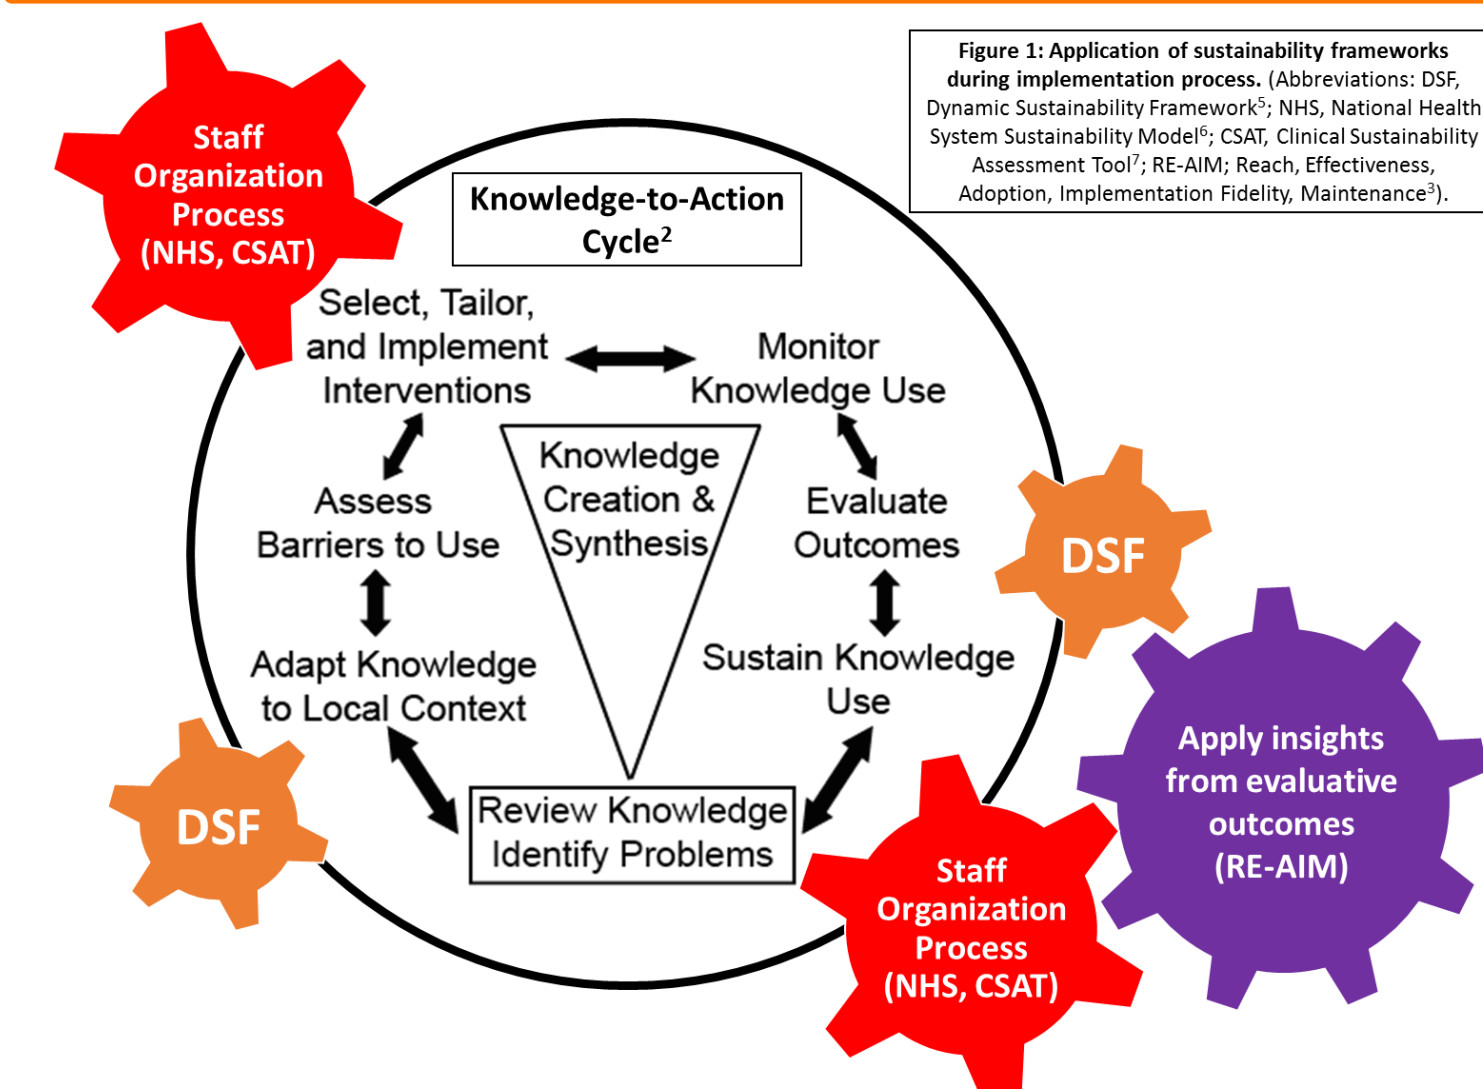 Figure 1: Application of sustainability frameworks
during implementation process. (Abbreviations: DSF,
Dynamic Sustainability Framework⁵; NHS, National Health
System Sustainability Model⁶; CSAT, Clinical Sustainability
Assessment Tool⁷; RE-AIM; Reach, Effectiveness,
Adoption, Implementation Fidelity, Maintenance³).
Staff
Organization
Process
(NHS, CSAT)
Knowledge-to-Action
Cycle²
Select, Tailor,
and Implement
Interventions
Monitor
Knowledge Use
Knowledge
Creation &
Synthesis
Assess
Barriers to Use
Evaluate
Outcomes
DSF
Adapt Knowledge
to Local Context
Sustain Knowledge
Use
Apply insights
from evaluative
outcomes
(RE-AIM)
DSF
Review Knowledge
Identify Problems
Staff
Organization
Process
(NHS, CSAT)